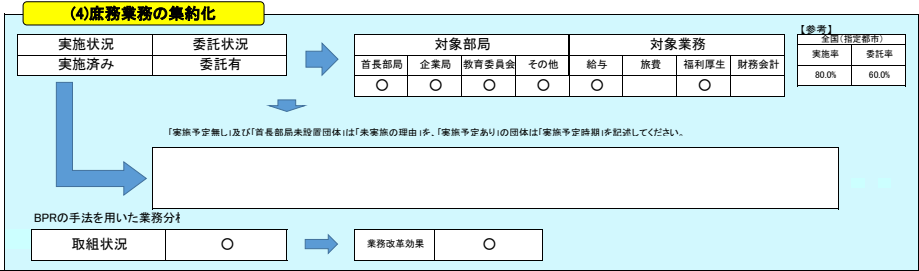 (4)庶務業務の集約化
【参考】
実施状況 委託状況
実施済み 委託有
対象部局 対象業務
首長部局 企業局 教育委員会 その他 給与 旅費 福利厚生 財務会計
○ ○ ○ ○ ○ ○
全国(指定都市)
実施率 委託率
80.0% 60.0%
「実施予定無し」及び「首長部局未設置団体」は「未実施の理由」を、「実施予定あり」の団体は「実施予定時期」を記述してください。
BPRの手法を用いた業務分
取組状況 ○
業務改革効果 ○